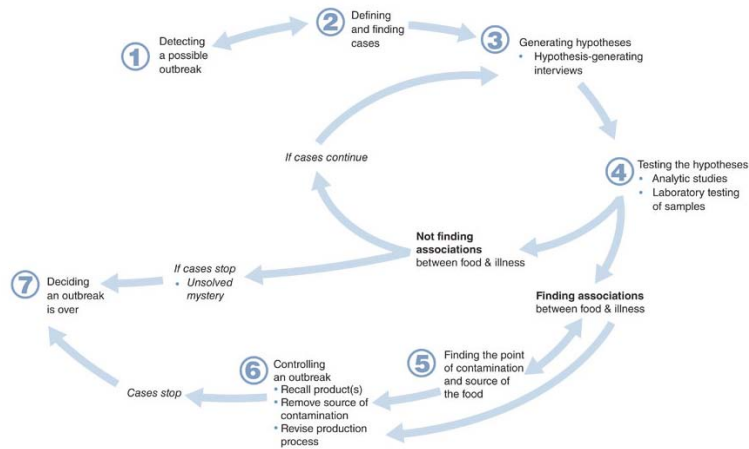 1
Detecting
a possible
outbreak
2
Defining
and finding
cases
3
Generating hypotheses
• Hypothesis-generating
interviews
4
Testing the hypotheses
• Analytic studies
• Laboratory testing
of samples
If cases continue
Not finding
associations
between food & illness
If cases stop
• Unsolved
mystery
7
Deciding
an outbreak
is over
Finding associations
between food & illness
5
Finding the point
of contamination
and source of
the food
6
Controlling
an outbreak
• Recall product(s)
• Remove source of
contamination
• Revise production
process
Cases stop